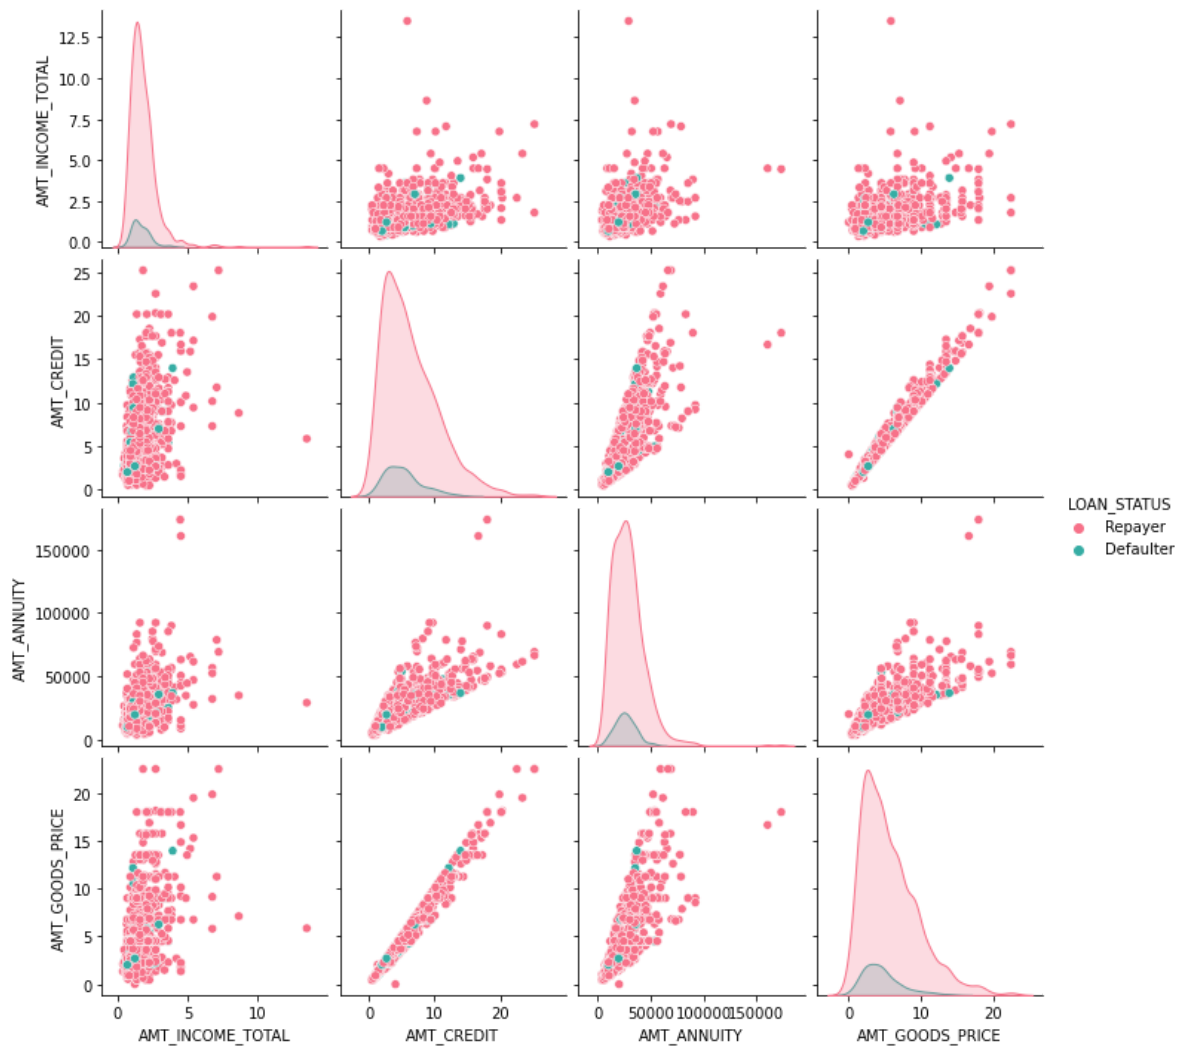 12.5
10.0
7.5
5.0
2.5
0.0
AMT_INCOME_TOTAL
25
20
15
10
5
0
AMT_CREDIT
LOAN_STATUS
Repayer
Defaulter
150000
100000
50000
0
AMT_ANNUITY
20
15
10
5
0
AMT_GOODS_PRICE
0 5 10
0 10 20
0 50000 100000 150000
0 10 20
AMT_INCOME_TOTAL
AMT_CREDIT
AMT_ANNUITY
AMT_GOODS_PRICE